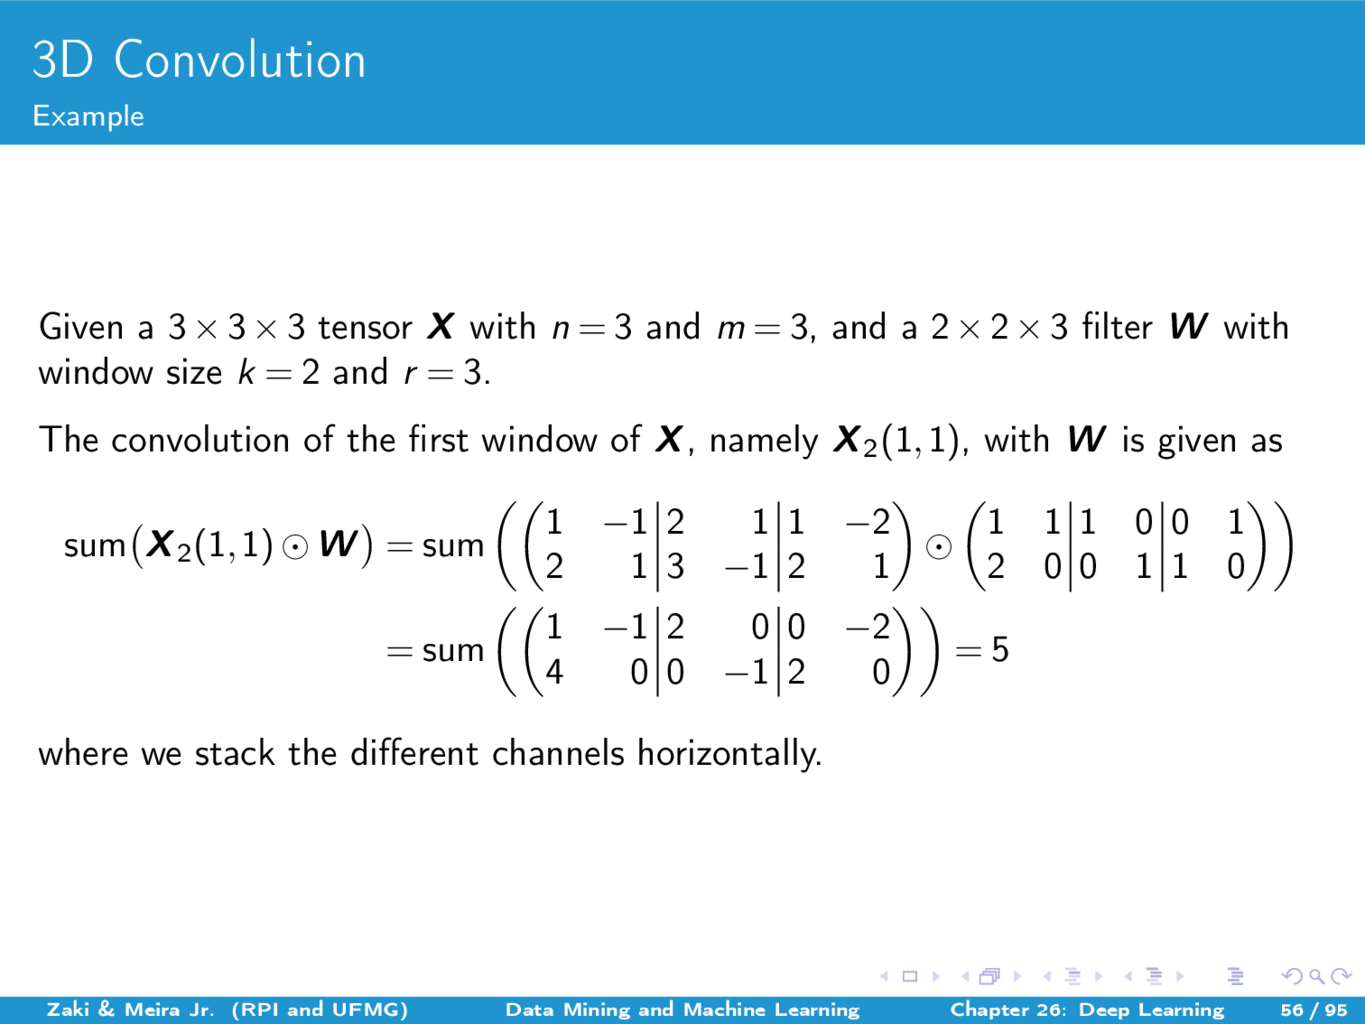 3D Convolution
Example
Given a 3 × 3 × 3 tensor X with n = 3 and m = 3, and a 2 × 2 × 3 filter W with
window size k = 2 and r = 3.
The convolution of the first window of X, namely X₂(1, 1), with W is given as
sum(X₂(1, 1) ⊙ W) = sum((1 −1|2 1|1 −2
2 1|3 −1|2 1) ⊙ (1 1|1 0|0 1
2 0|0 1|1 0))
= sum((1 −1|2 0|0 −2
4 0|0 −1|2 0)) = 5
where we stack the different channels horizontally.
Zaki & Meira Jr. (RPI and UFMG) Data Mining and Machine Learning Chapter 26: Deep Learning 56 / 95